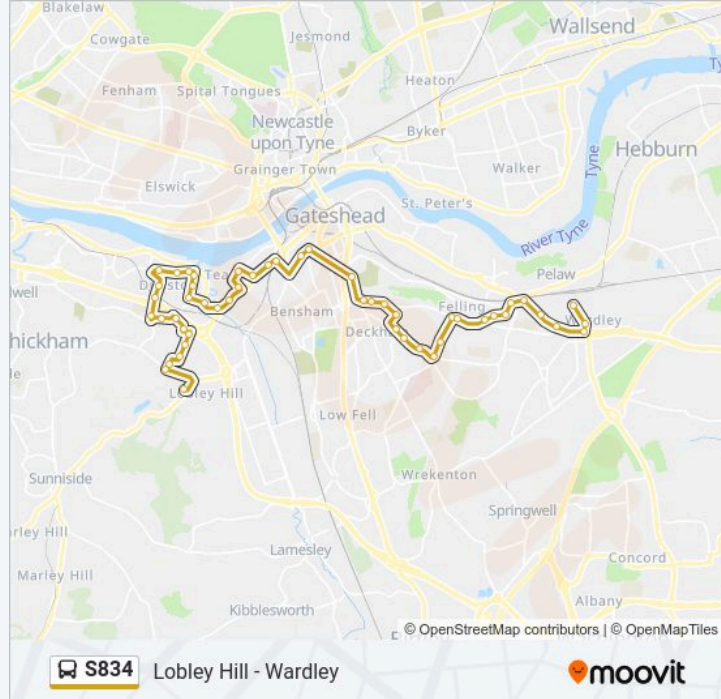 Blakelaw
Cowgate
Jesmond
Wallsend
Fenham
Spital Tongues
Heaton
Newcastle
upon Tyne
Byker
Hebburn
Grainger Town
Walker
Tyne
Elswick
St. Peter's
Gateshead
River Tyne
Pelaw
Felling
Bensham
Wardley
Lobley Hill
Low Fell
Sunniside
Wrekenton
Springwell
Lamesley
Concord
Marley Hill
Albany
Kibblesworth
© OpenStreetMap contributors | © OpenMapTiles
S834 Lobley Hill - Wardley
moovit